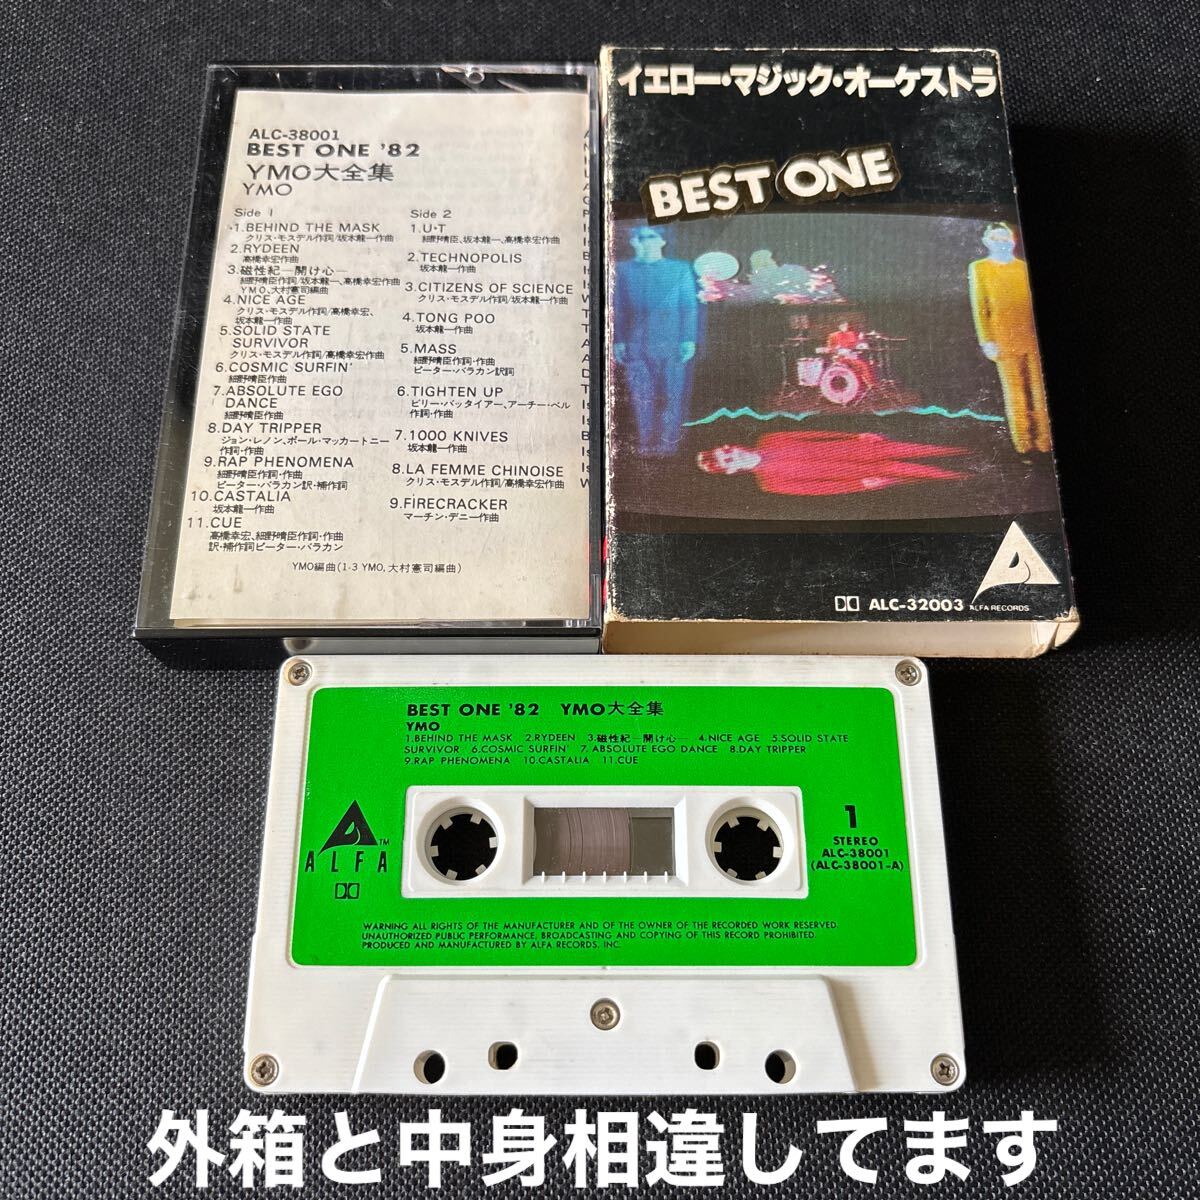 ALC-38001
BEST ONE '82
YMO大全集
YMO
Side 1
1.BEHIND THE MASK
クリス・モスデル作詞/坂本龍一作曲
2.RYDEEN
高橋幸宏作曲
3.磁性紀—開け心—
細野晴臣作詞/坂本龍一、高橋幸宏作曲
YMO、大村憲司編曲
4.NICE AGE
クリス・モスデル作詞/高橋幸宏、
坂本龍一作曲
5.SOLID STATE
SURVIVOR
クリス・モスデル作詞/高橋幸宏作曲
6.COSMIC SURFIN'
細野晴臣作曲
7.ABSOLUTE EGO
DANCE
細野晴臣作曲
8.DAY TRIPPER
ジョン・レノン、ポール・マッカートニー
作詞・作曲
9.RAP PHENOMENA
細野晴臣作詞・作曲
ピーター・バラカン訳・補作詞
10.CASTALIA
坂本龍一作曲
11.CUE
高橋幸宏、細野晴臣作詞・作曲
訳・補作詞ピーター・バラカン
Side 2
1.U・T
細野晴臣、坂本龍一、高橋幸宏作曲
2.TECHNOPOLIS
坂本龍一作曲
3.CITIZENS OF SCIENCE
クリス・モスデル作詞/坂本龍一作曲
4.TONG POO
坂本龍一作曲
5.MASS
細野晴臣作詞・作曲
ピーター・バラカン訳詞
6.TIGHTEN UP
ビリー・バッタイアー、アーチー・ベル
作詞・作曲
7.1000 KNIVES
坂本龍一作曲
8.LA FEMME CHINOISE
クリス・モスデル作詞/高橋幸宏作曲
9.FIRECRACKER
マーチン・デニー作曲
YMO編曲(1-3 YMO,大村憲司編曲)
イエロー・マジック・オーケストラ
BEST ONE
ALC-32003 ALFA RECORDS
BEST ONE '82 YMO大全集
YMO
1.BEHIND THE MASK 2.RYDEEN 3.磁性紀—開け心— 4.NICE AGE 5.SOLID STATE
SURVIVOR 6.COSMIC SURFIN' 7.ABSOLUTE EGO DANCE 8.DAY TRIPPER
9.RAP PHENOMENA 10.CASTALIA 11.CUE
ALFA TM
1
STEREO
ALC-38001
(ALC-38001-A)
WARNING ALL RIGHTS OF THE MANUFACTURER AND OF THE OWNER OF THE RECORDED WORK RESERVED.
UNAUTHORIZED PUBLIC PERFORMANCE, BROADCASTING AND COPYING OF THIS RECORD PROHIBITED.
PRODUCED AND MANUFACTURED BY ALFA RECORDS, INC.
外箱と中身相違してます